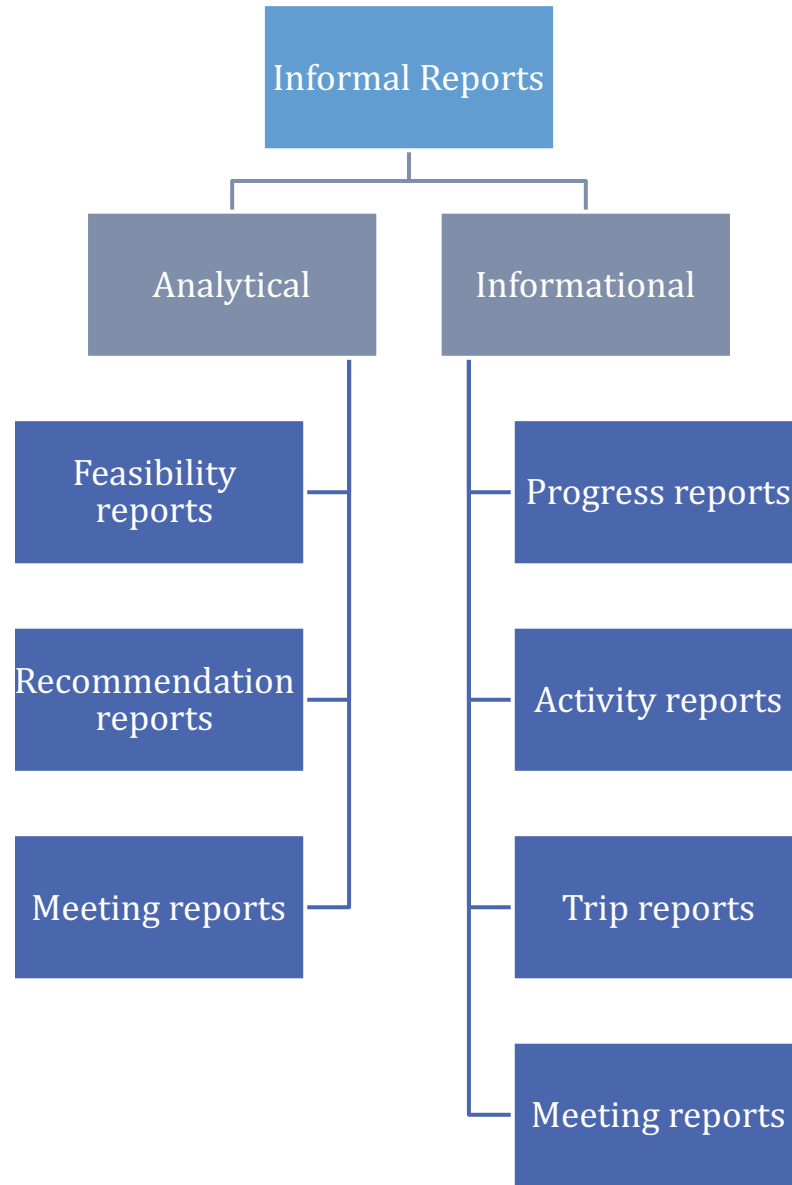 Informal Reports
Analytical
Feasibility
reports
Recommendation
reports
Meeting reports
Informational
Progress reports
Activity reports
Trip reports
Meeting reports